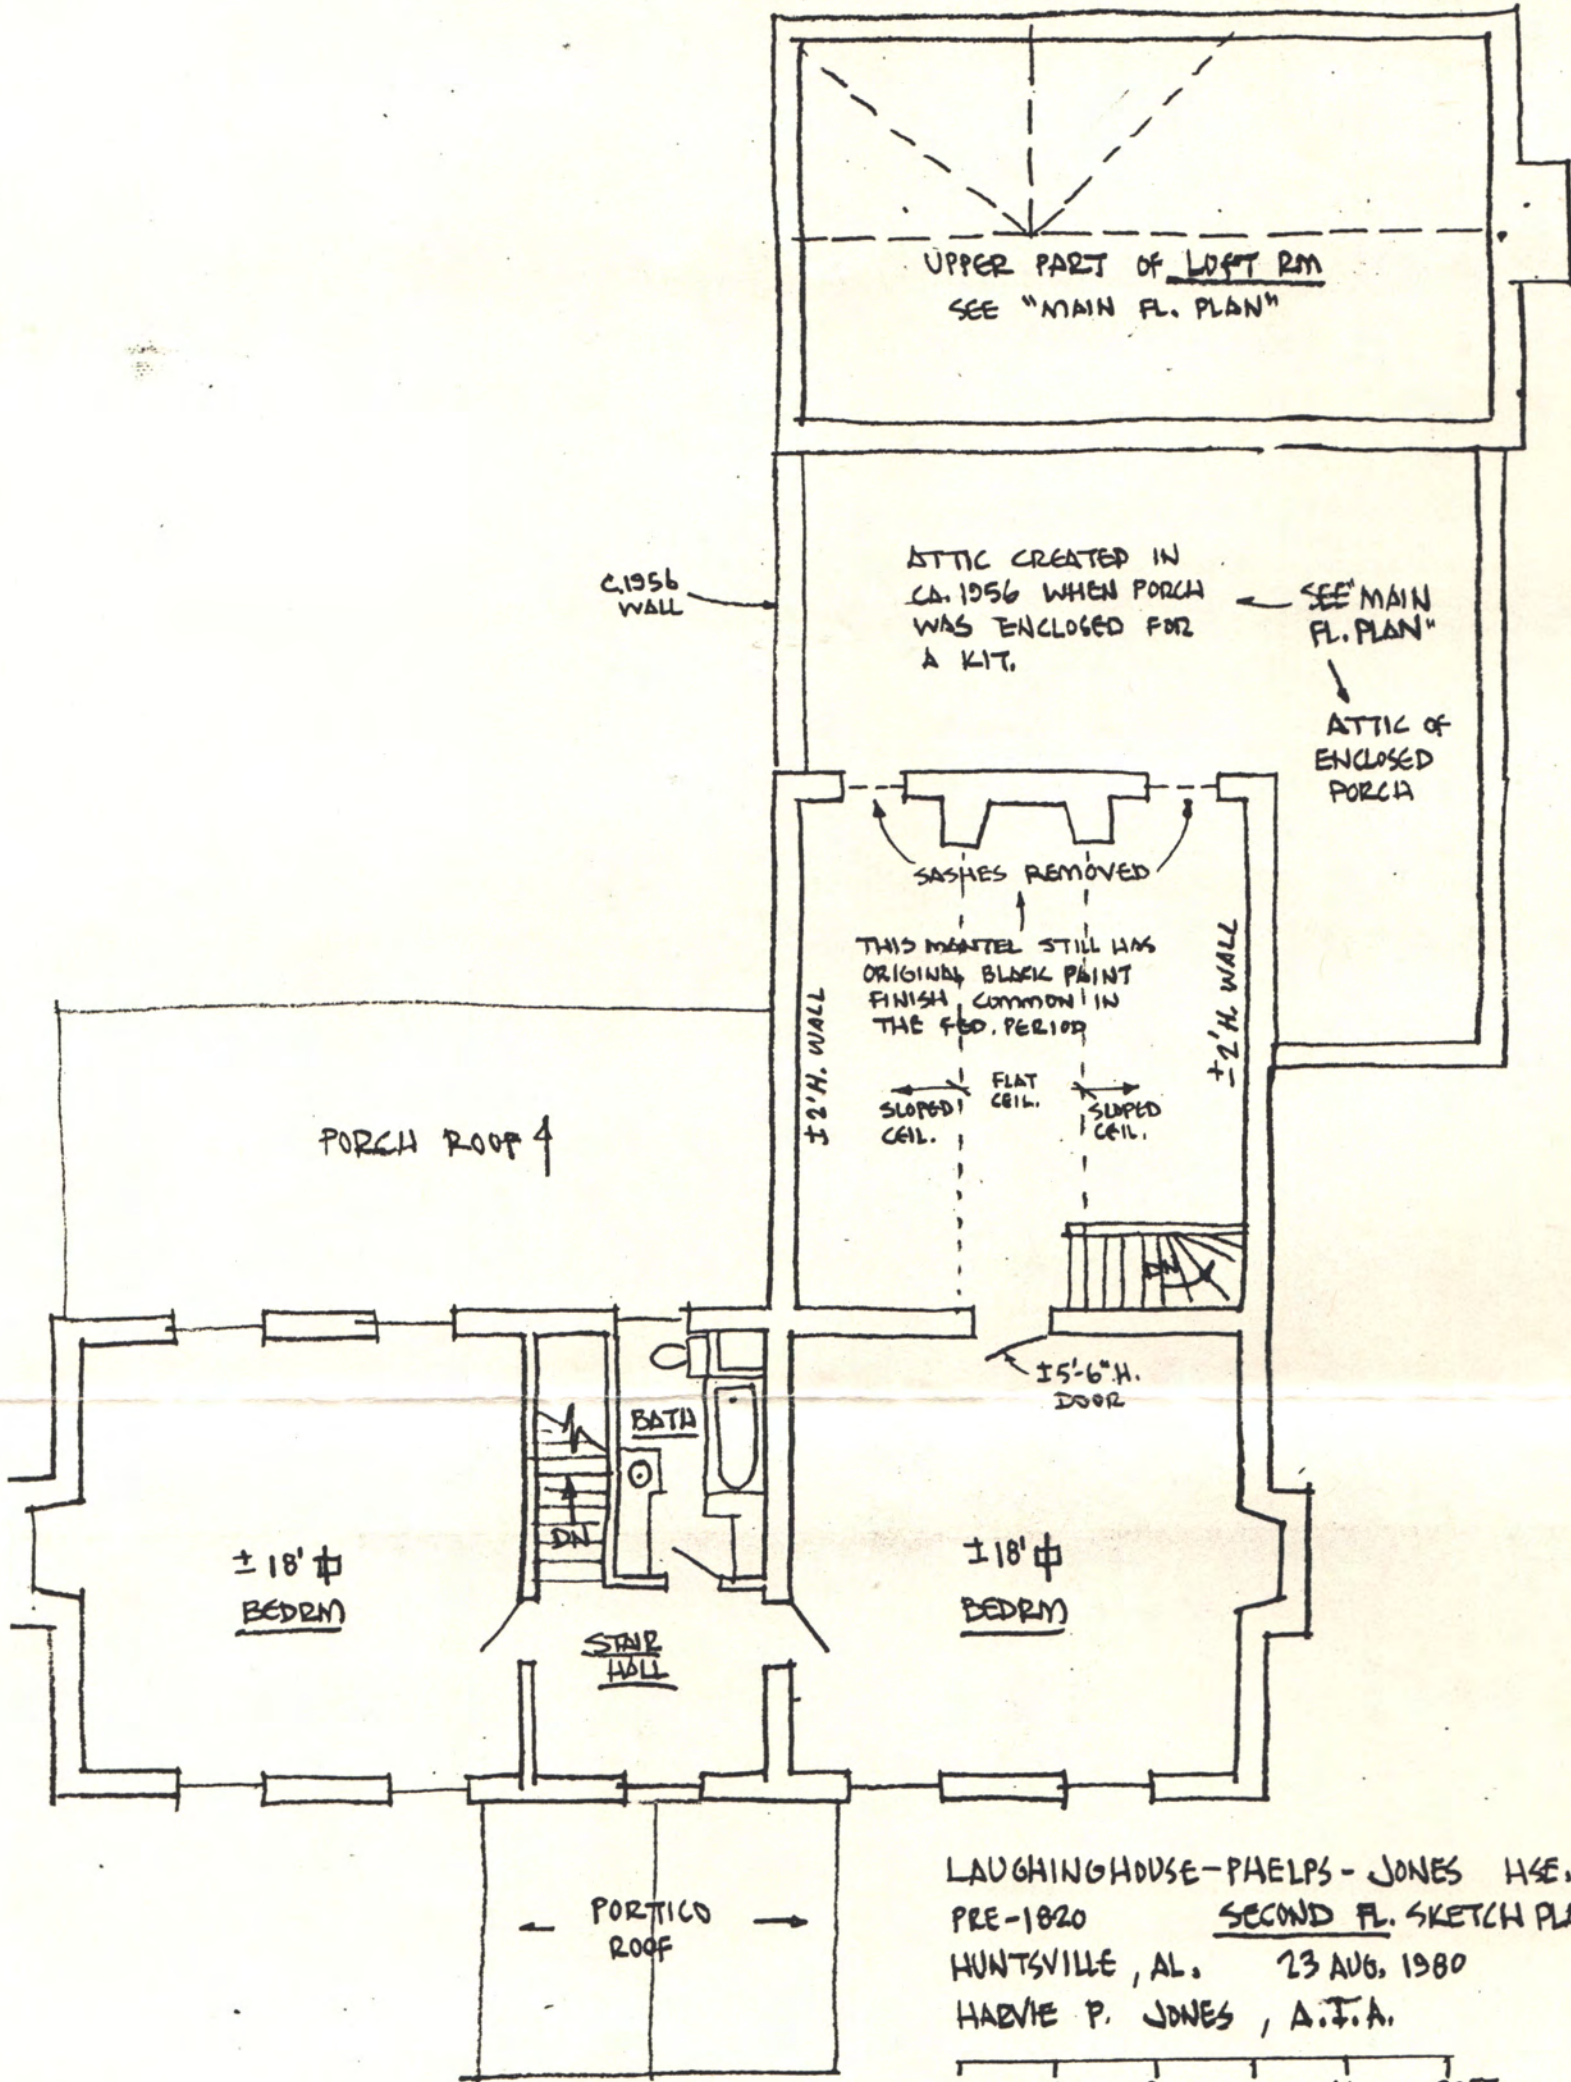 UPPER PART OF LOFT RM
SEE "MAIN FL. PLAN"
C.1956
WALL
ATTIC CREATED IN
CA. 1956 WHEN PORCH
WAS ENCLOSED FOR
A KIT.
SEE "MAIN
FL. PLAN"
ATTIC OF
ENCLOSED
PORCH
SASHES REMOVED
THIS MANTEL STILL HAS
ORIGINAL BLACK PAINT
FINISH COMMON IN
THE FED. PERIOD
±2'H. WALL
±2'H. WALL
SLOPED
CEIL.
FLAT
CEIL.
SLOPED
CEIL.
PORCH ROOF
DN
±5'-6"H.
DOOR
BATH
DN
±18'
BEDRM
STAIR
HALL
±18'
BEDRM
PORTICO
ROOF
LAUGHINGHOUSE-PHELPS-JONES HSE.
PRE-1820 SECOND FL. SKETCH PLA
HUNTSVILLE, AL. 23 AUG. 1980
HARVIE P. JONES, A.I.A.